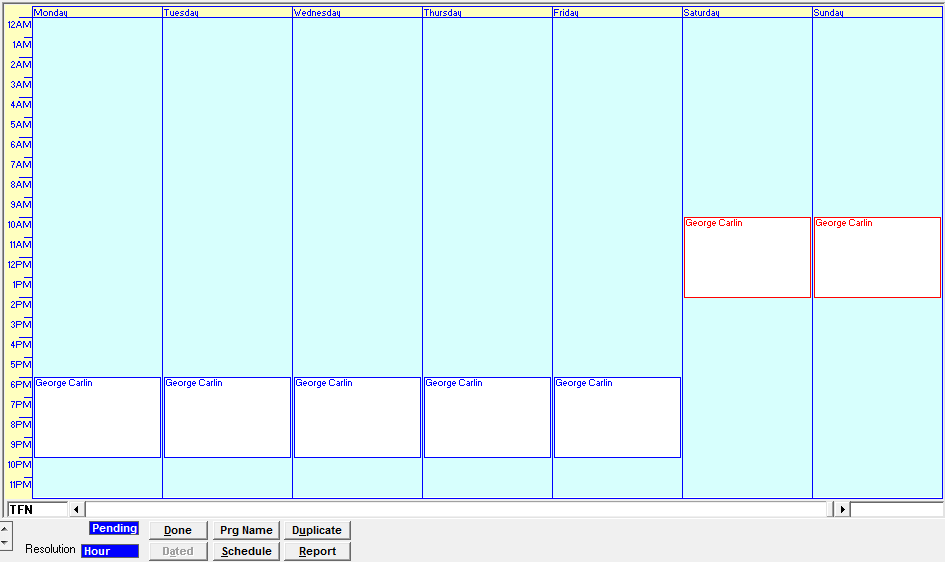 Monday Tuesday Wednesday Thursday Friday Saturday Sunday
12AM
1AM
2AM
3AM
4AM
5AM
6AM
7AM
8AM
9AM
10AM George Carlin George Carlin
11AM
12PM
1PM
2PM
3PM
4PM
5PM
6PM George Carlin George Carlin George Carlin George Carlin George Carlin
7PM
8PM
9PM
10PM
11PM
TFN
Pending Done Prg Name Duplicate
Resolution Hour Dated Schedule Report